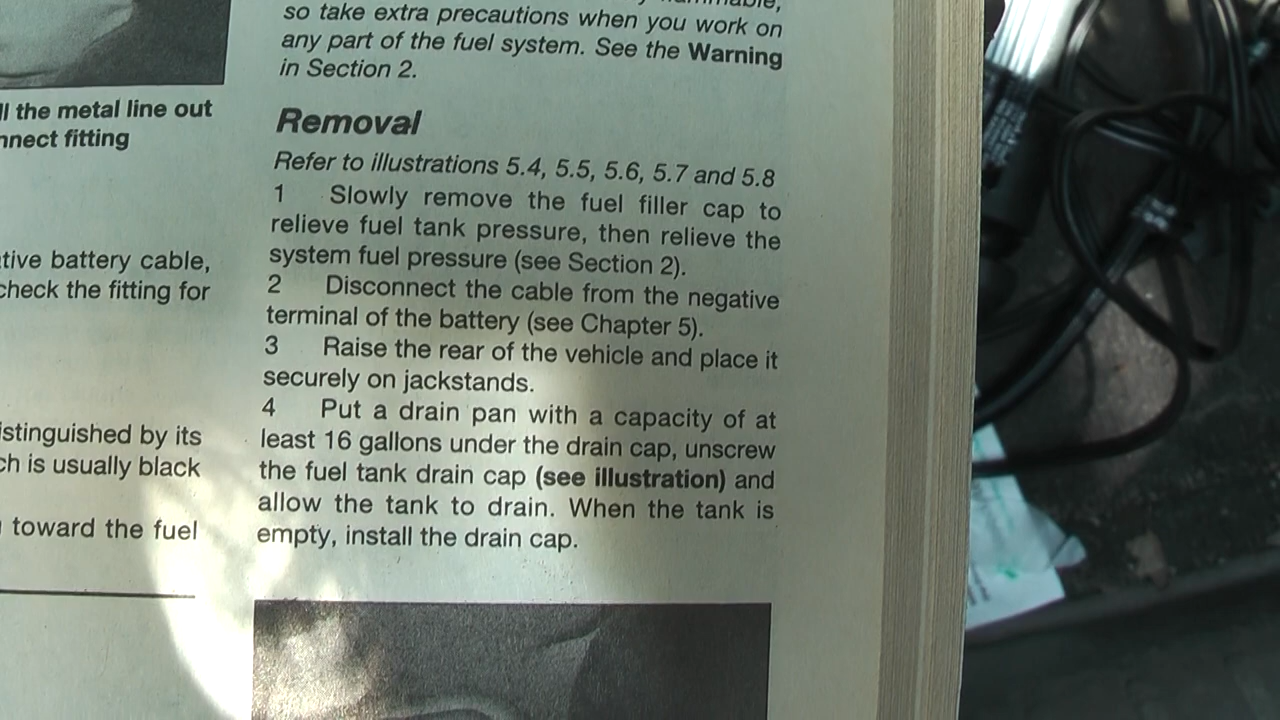 ll the metal line out
nnect fitting
tive battery cable,
check the fitting for
istinguished by its
ch is usually black
toward the fuel
so take extra precautions when you work on
any part of the fuel system. See the Warning
in Section 2.
Removal
Refer to illustrations 5.4, 5.5, 5.6, 5.7 and 5.8
1 Slowly remove the fuel filler cap to
relieve fuel tank pressure, then relieve the
system fuel pressure (see Section 2).
2 Disconnect the cable from the negative
terminal of the battery (see Chapter 5).
3 Raise the rear of the vehicle and place it
securely on jackstands.
4 Put a drain pan with a capacity of at
least 16 gallons under the drain cap, unscrew
the fuel tank drain cap (see illustration) and
allow the tank to drain. When the tank is
empty, install the drain cap.